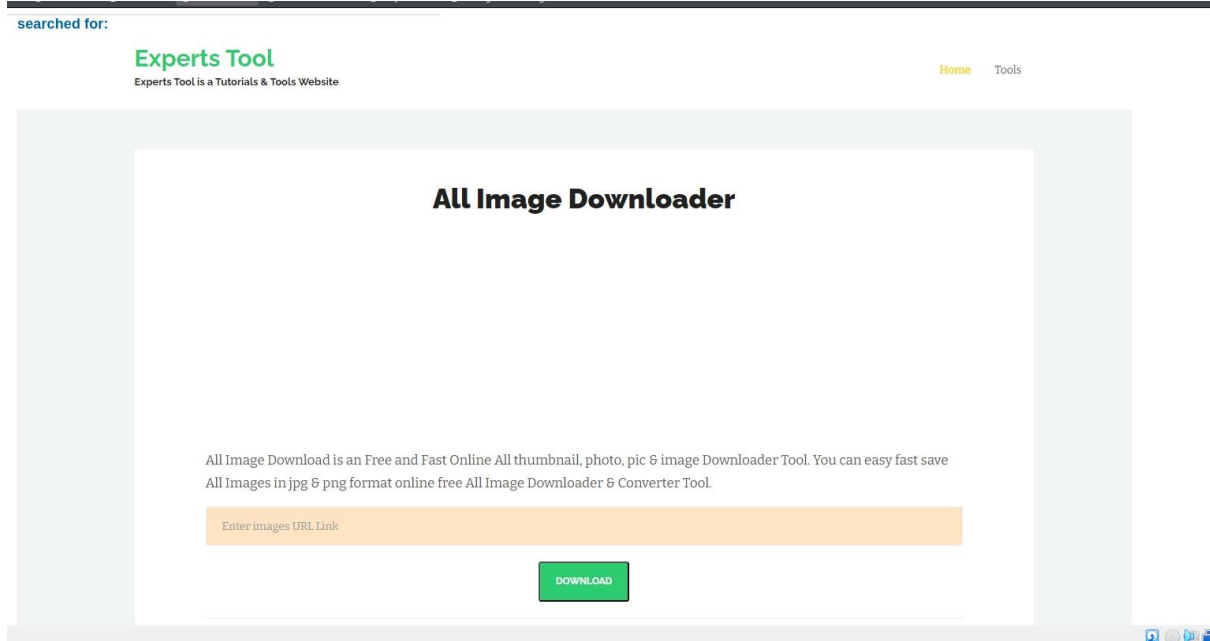 searched for:
Experts Tool
Experts Tool is a Tutorials & Tools Website
Home Tools
All Image Downloader
All Image Download is an Free and Fast Online All thumbnail, photo, pic & image Downloader Tool. You can easy fast save
All Images in jpg & png format online free All Image Downloader & Converter Tool.
Enter images URL Link
DOWNLOAD